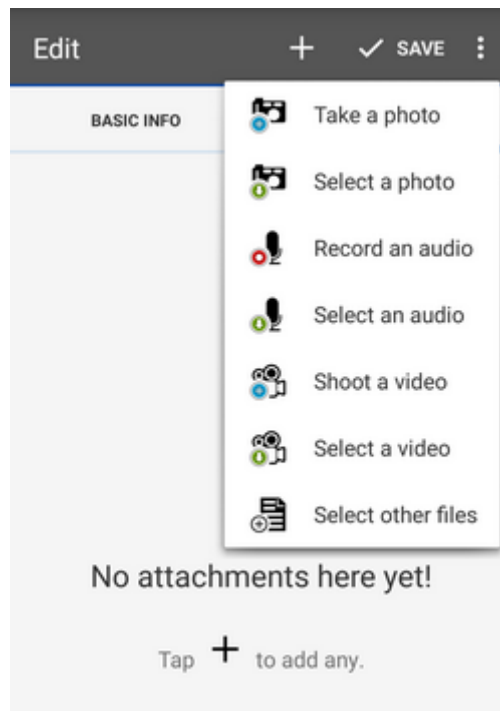 Edit
SAVE
BASIC INFO
Take a photo
Select a photo
Record an audio
Select an audio
Shoot a video
Select a video
Select other files
No attachments here yet!
Tap + to add any.